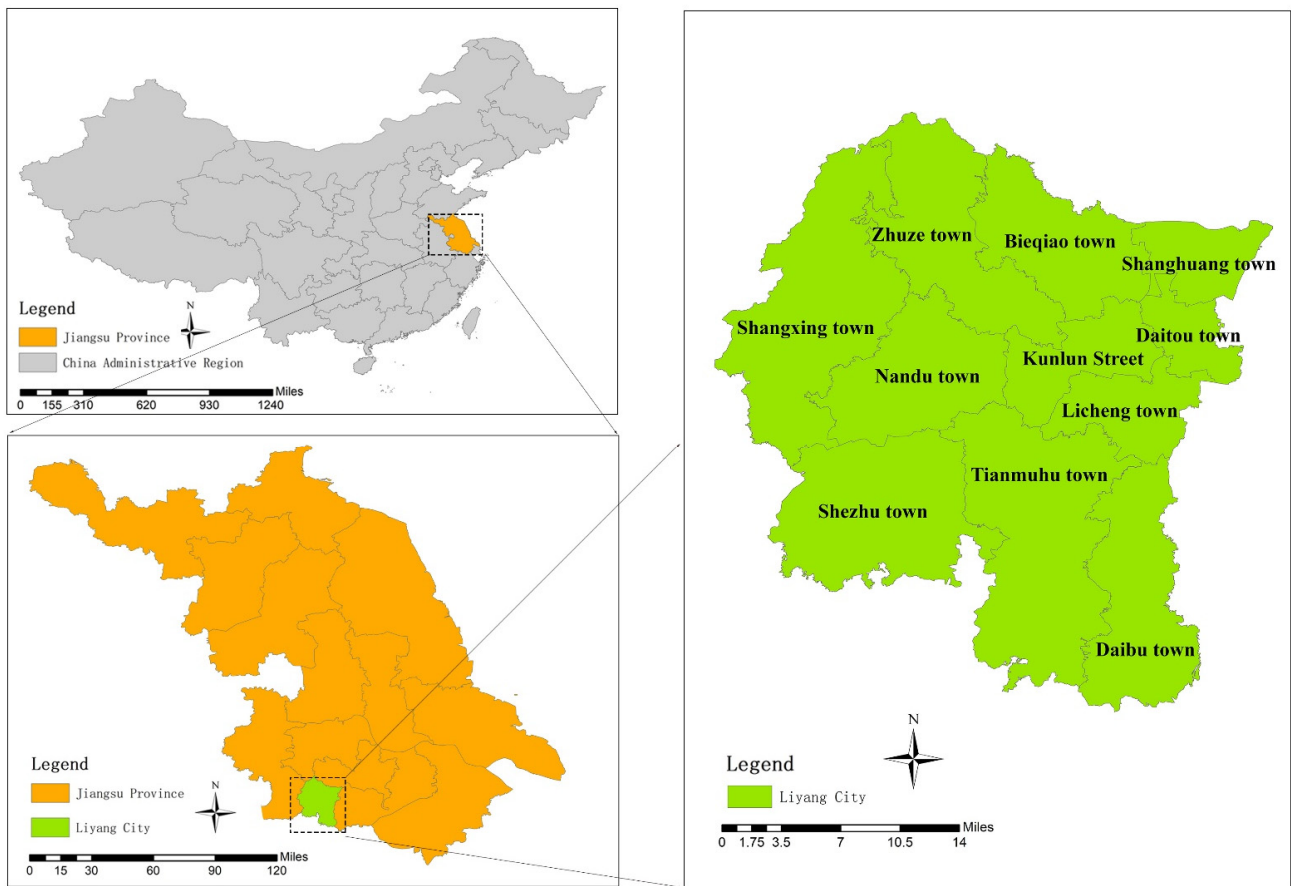 Legend
N
Jiangsu Province
China Administrative Region
Miles
0 155 310 620 930 1240
Legend
N
Jiangsu Province
Liyang City
Miles
0 15 30 60 90 120
Zhuze town
Bieqiao town
Shanghuang town
Shangxing town
Daitou town
Kunlun Street
Nandu town
Licheng town
Tianmuhu town
Shezhu town
Daibu town
N
Legend
Liyang City
Miles
0 1.75 3.5 7 10.5 14